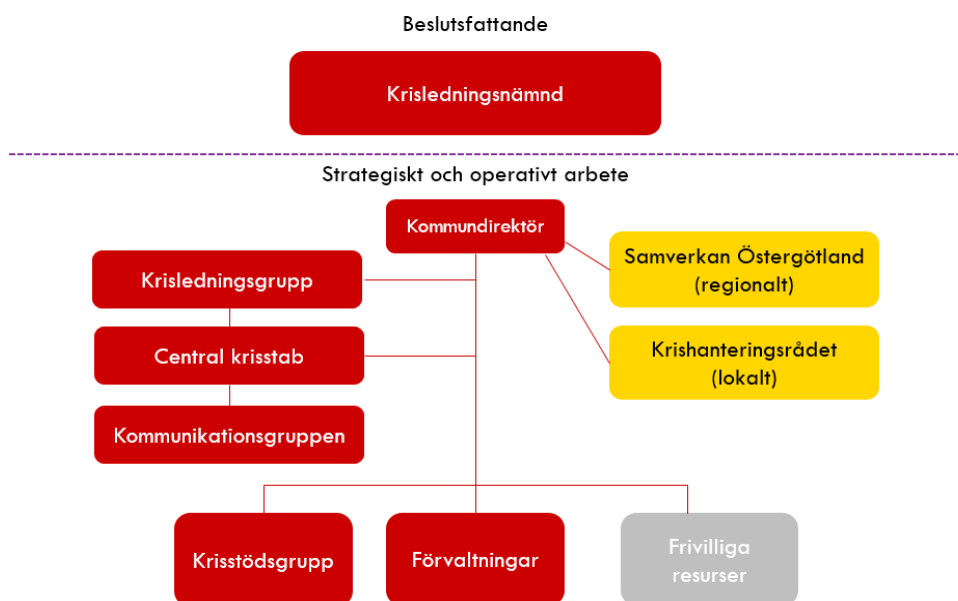 Beslutsfattande
Krisledningsnämnd
Strategiskt och operativt arbete
Kommundirektör
Samverkan Östergötland
(regionalt)
Krisledningsgrupp
Krishanteringsrådet
(lokalt)
Central krisstab
Kommunikationsgruppen
Krisstödsgrupp
Förvaltningar
Frivilliga
resurser